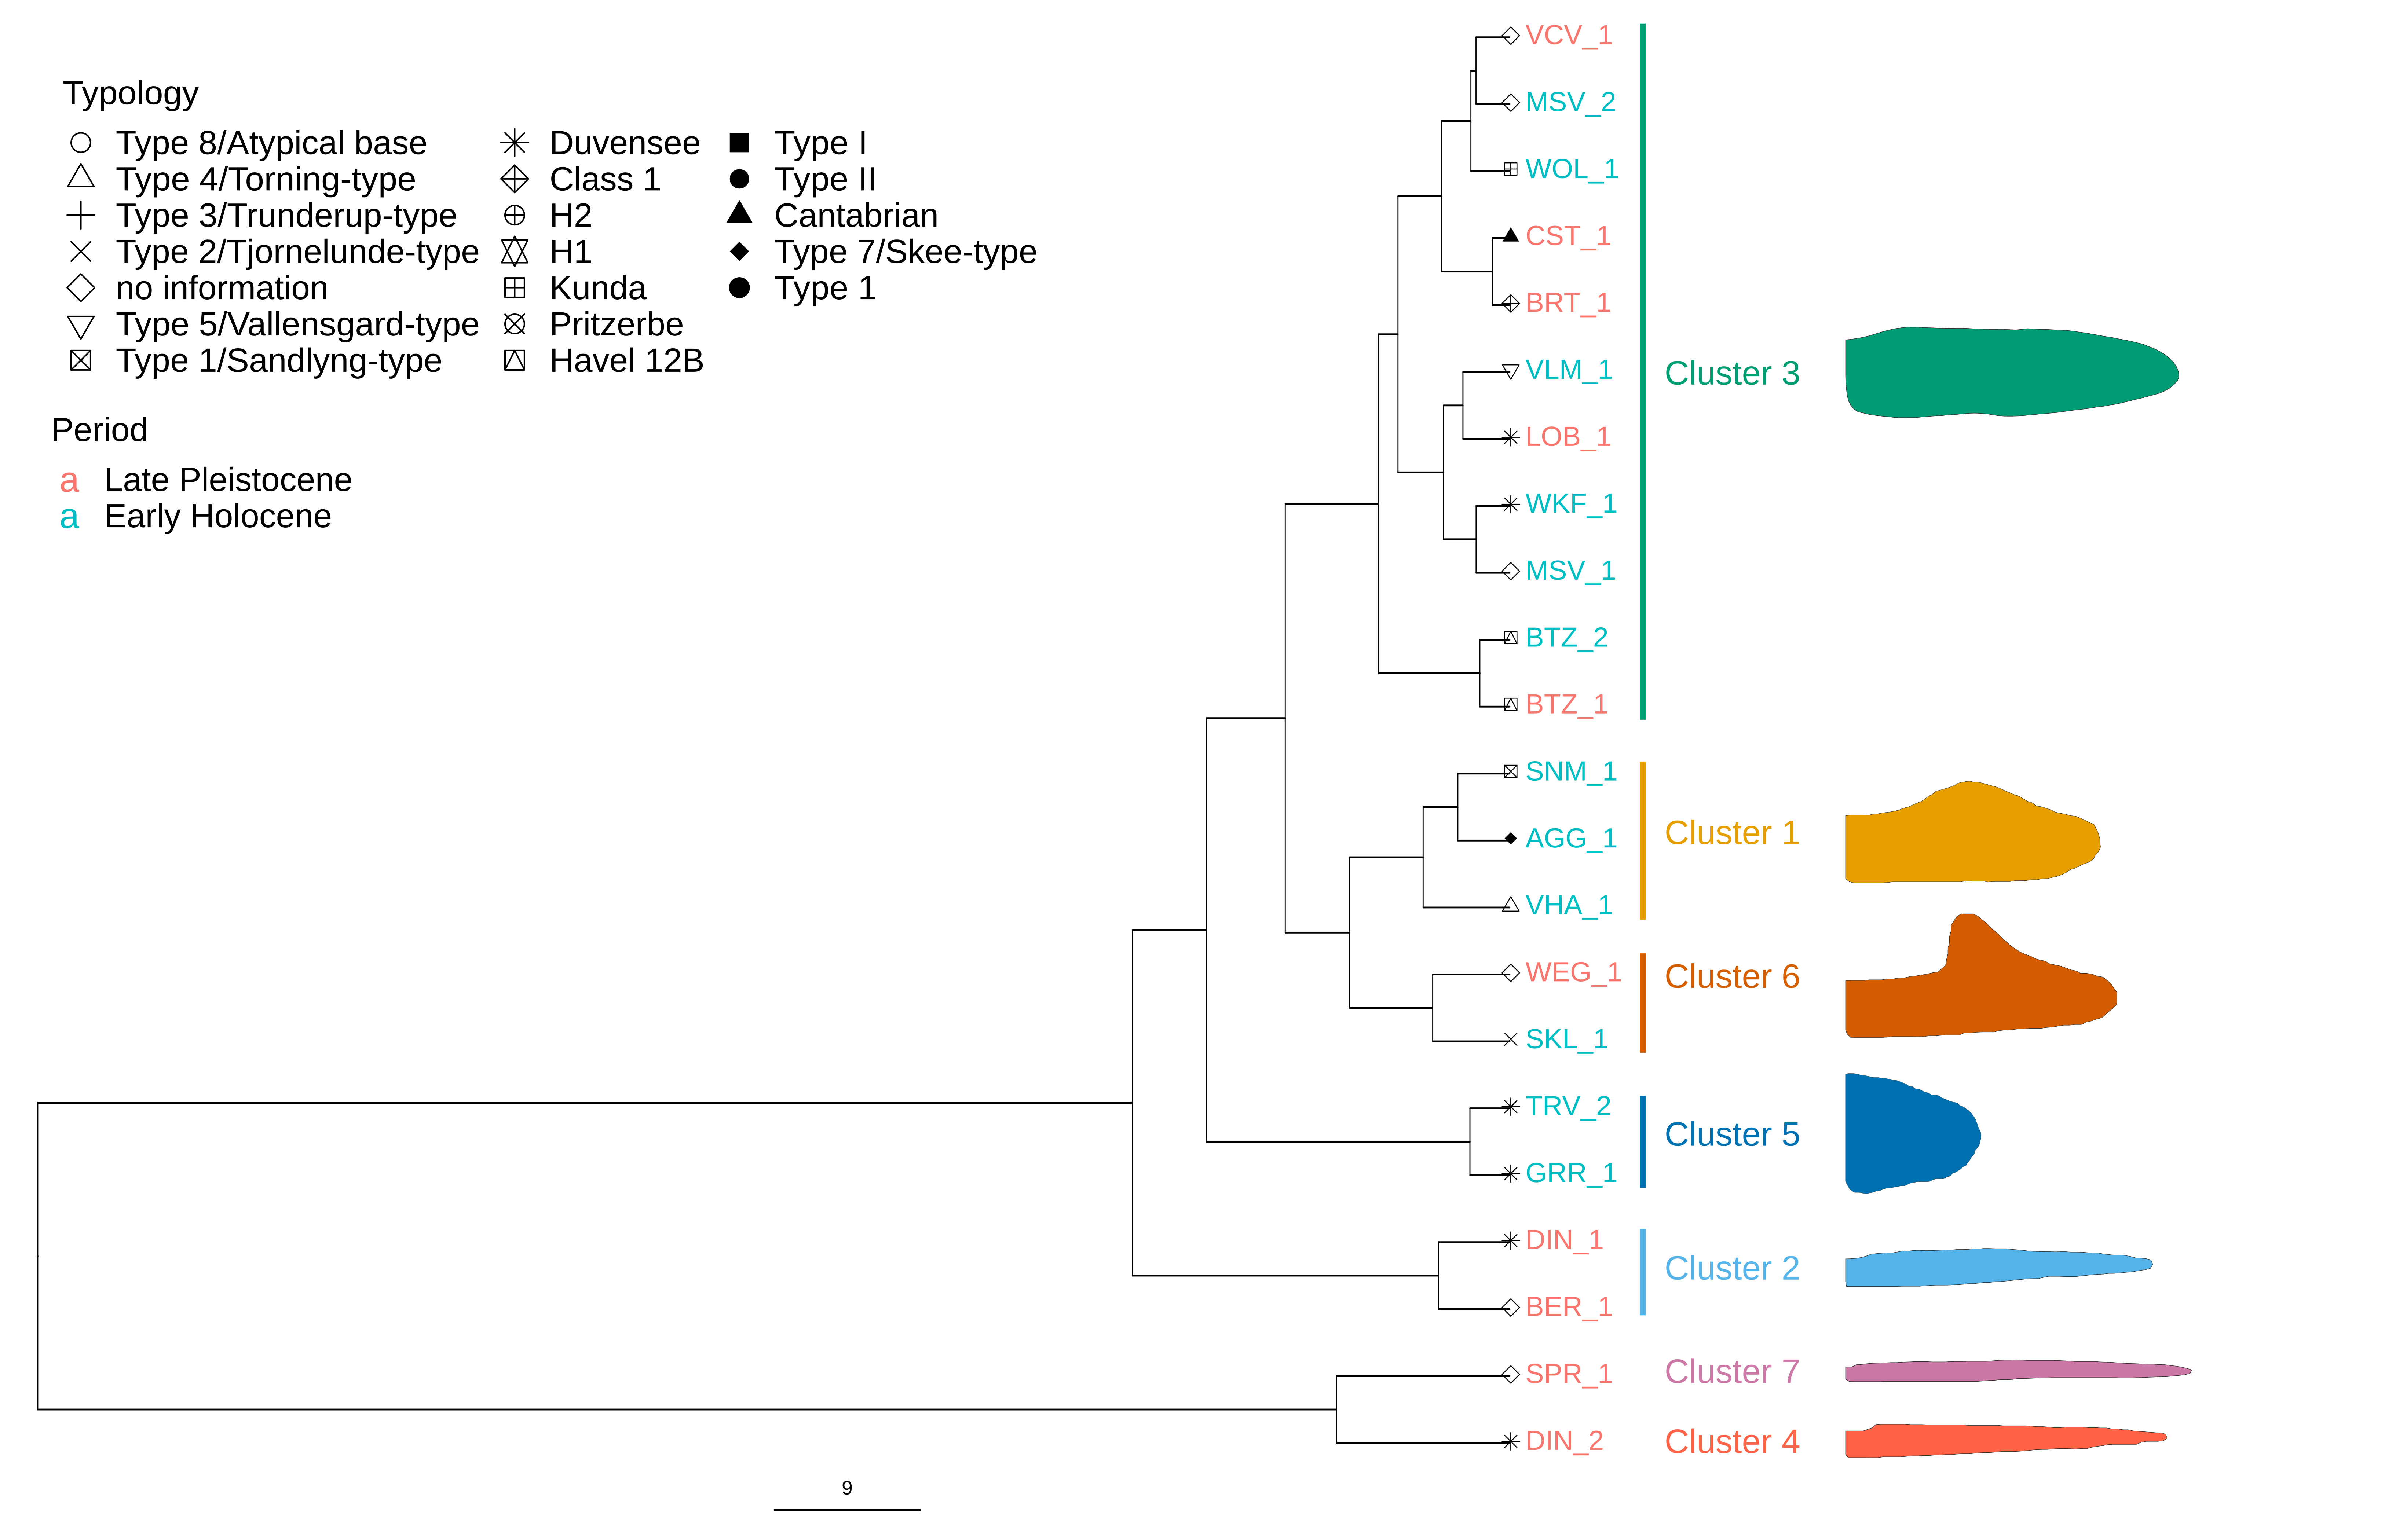 Typology
Type 8/Atypical base
Type 4/Torning-type
Type 3/Trunderup-type
Type 2/Tjornelunde-type
no information
Type 5/Vallensgard-type
Type 1/Sandlyng-type
Duvensee
Class 1
H2
H1
Kunda
Pritzerbe
Havel 12B
Type I
Type II
Cantabrian
Type 7/Skee-type
Type 1
Period
a Late Pleistocene
a Early Holocene
VCV_1
MSV_2
WOL_1
CST_1
BRT_1
VLM_1
LOB_1
WKF_1
MSV_1
BTZ_2
BTZ_1
SNM_1
AGG_1
VHA_1
WEG_1
SKL_1
TRV_2
GRR_1
DIN_1
BER_1
SPR_1
DIN_2
Cluster 3
Cluster 1
Cluster 6
Cluster 5
Cluster 2
Cluster 7
Cluster 4
9